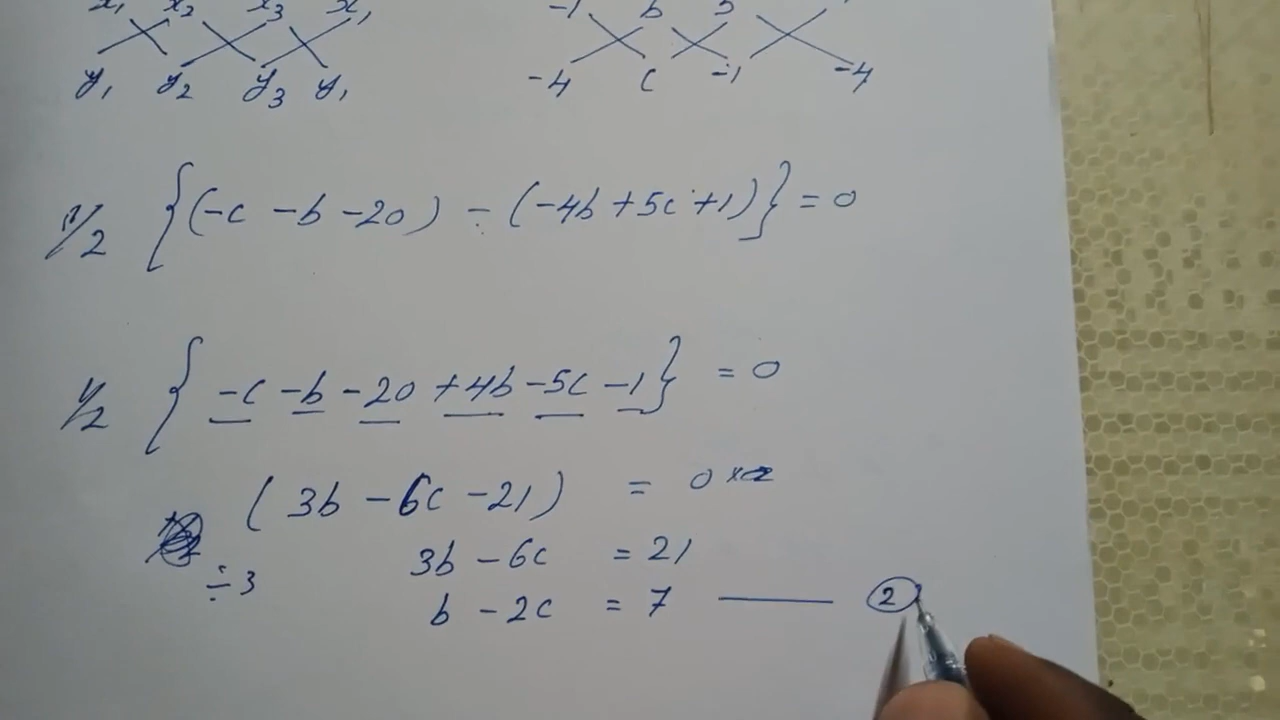 x₁ x₂ x₃ x₁ -1 b 5
y₁ y₂ y₃ y₁ -4 c -1 -4
1/2 {(-c -b -20) - (-4b +5c +1)} = 0
1/2 {-c -b -20 +4b -5c -1} = 0
(3b -6c -21) = 0 × 2
3b -6c = 21
÷3 b -2c = 7 —— ②